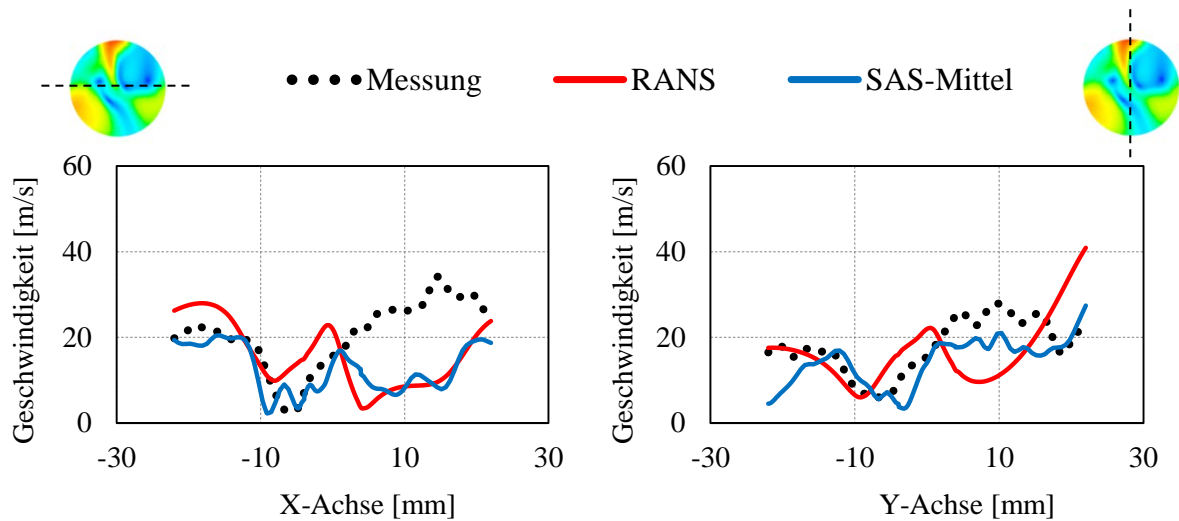 Messung RANS SAS-Mittel
60
40
20
0
-30 -10 10 30
Geschwindigkeit [m/s]
X-Achse [mm]
60
40
20
0
-30 -10 10 30
Geschwindigkeit [m/s]
Y-Achse [mm]